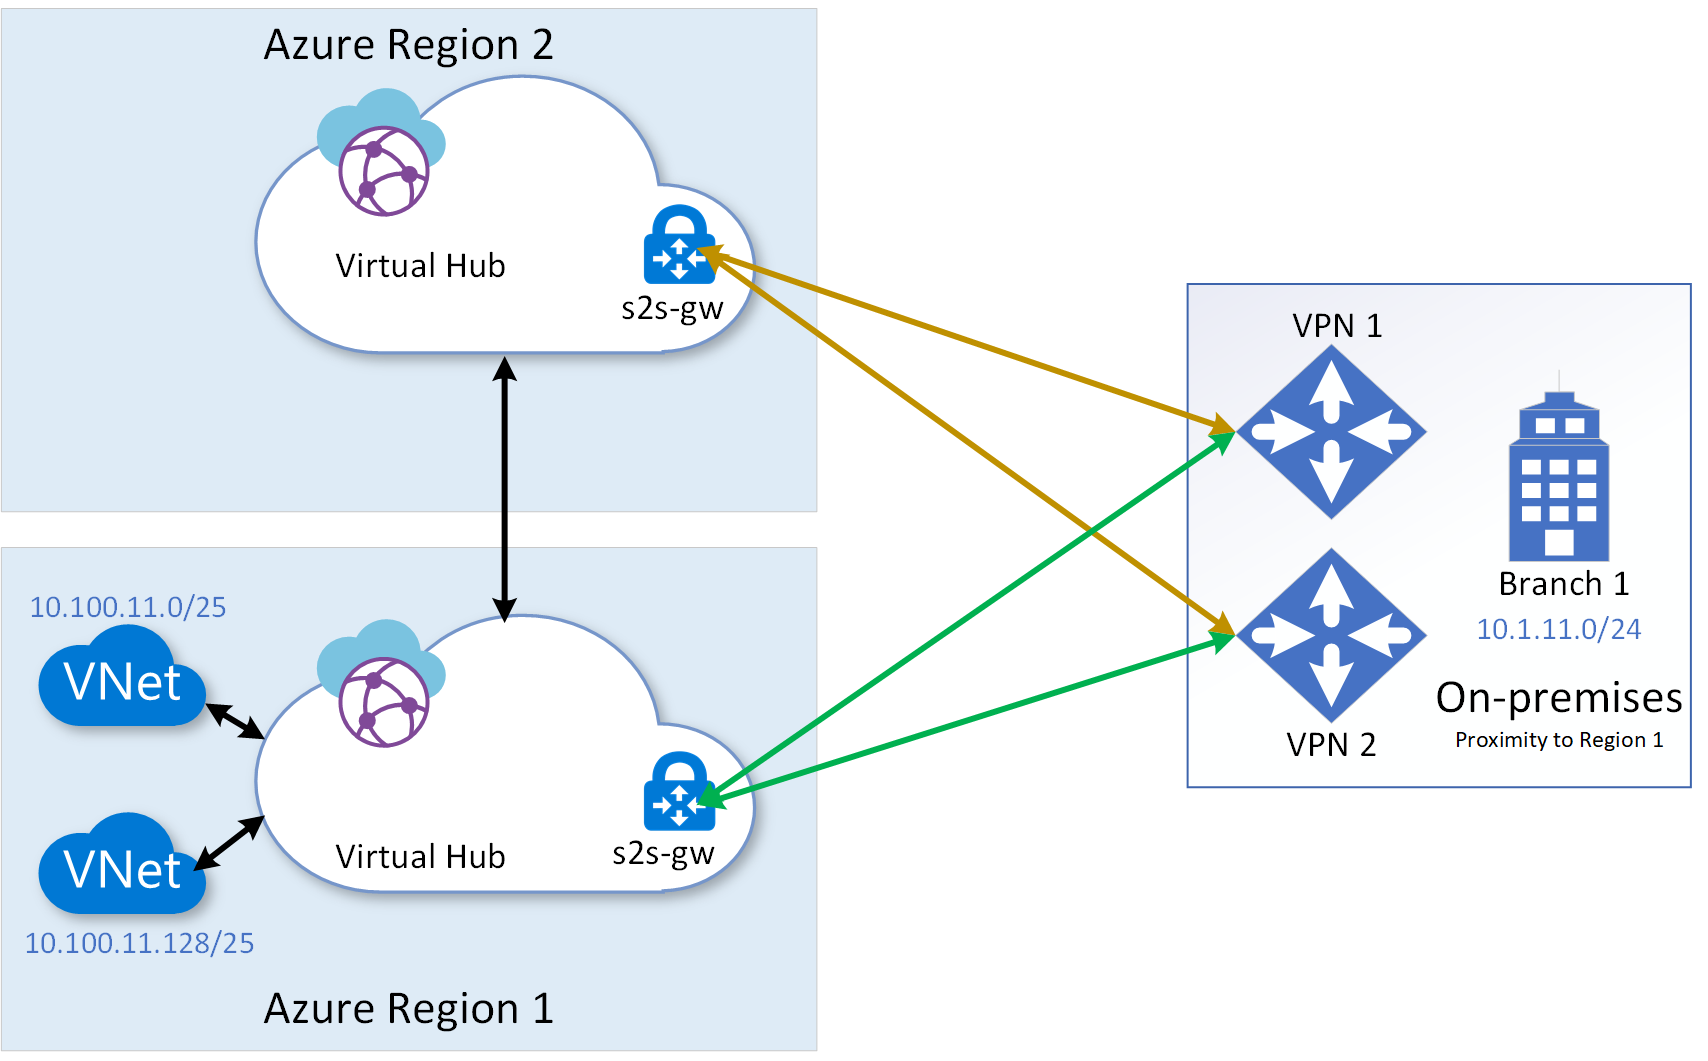 Azure Region 2
Virtual Hub
s2s-gw
VPN 1
Branch 1
10.1.11.0/24
On-premises
Proximity to Region 1
VPN 2
10.100.11.0/25
VNet
VNet
10.100.11.128/25
Virtual Hub
s2s-gw
Azure Region 1